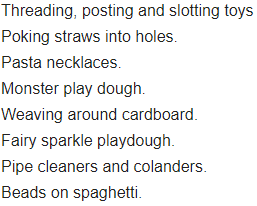 Threading, posting and slotting toys
Poking straws into holes.
Pasta necklaces.
Monster play dough.
Weaving around cardboard.
Fairy sparkle playdough.
Pipe cleaners and colanders.
Beads on spaghetti.